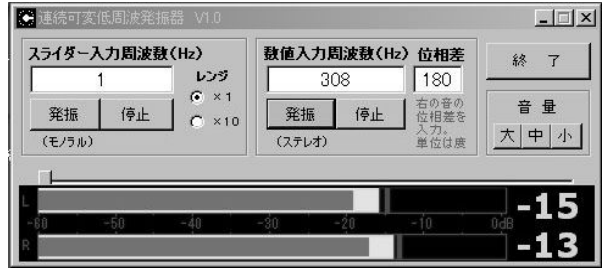 連続可変低周波発振器 V1.0
スライダー入力周波数(Hz)
1
レンジ
×1
×10
発振
停止
(モノラル)
数値入力周波数(Hz)
位相差
308
180
発振
停止
(ステレオ)
右の音の
位相差を
入力。
単位は度
終 了
音 量
大 中 小
L
-15
-60 -50 -40 -30 -20 -10 0dB
R
-13